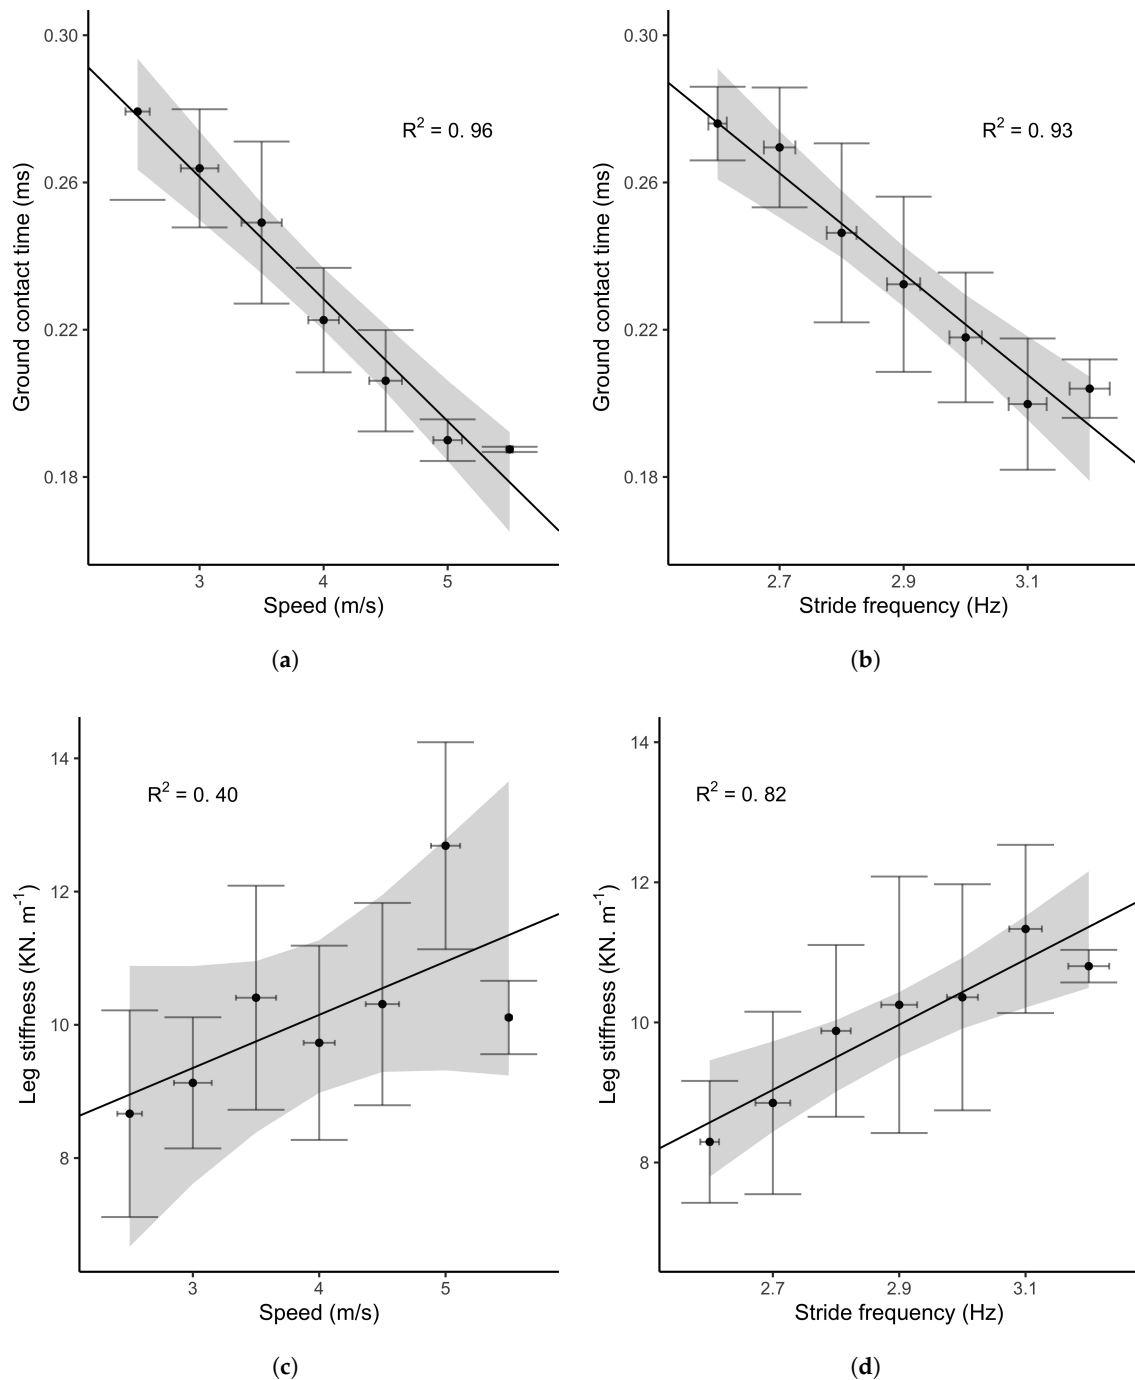 0.30
0.26
0.22
0.18
Ground contact time (ms)
R² = 0. 96
3 4 5
Speed (m/s)
(a)
0.30
0.26
0.22
0.18
Ground contact time (ms)
R² = 0. 93
2.7 2.9 3.1
Stride frequency (Hz)
(b)
14
12
10
8
Leg stiffness (KN. m⁻¹)
R² = 0. 40
3 4 5
Speed (m/s)
(c)
14
12
10
8
Leg stiffness (KN. m⁻¹)
R² = 0. 82
2.7 2.9 3.1
Stride frequency (Hz)
(d)